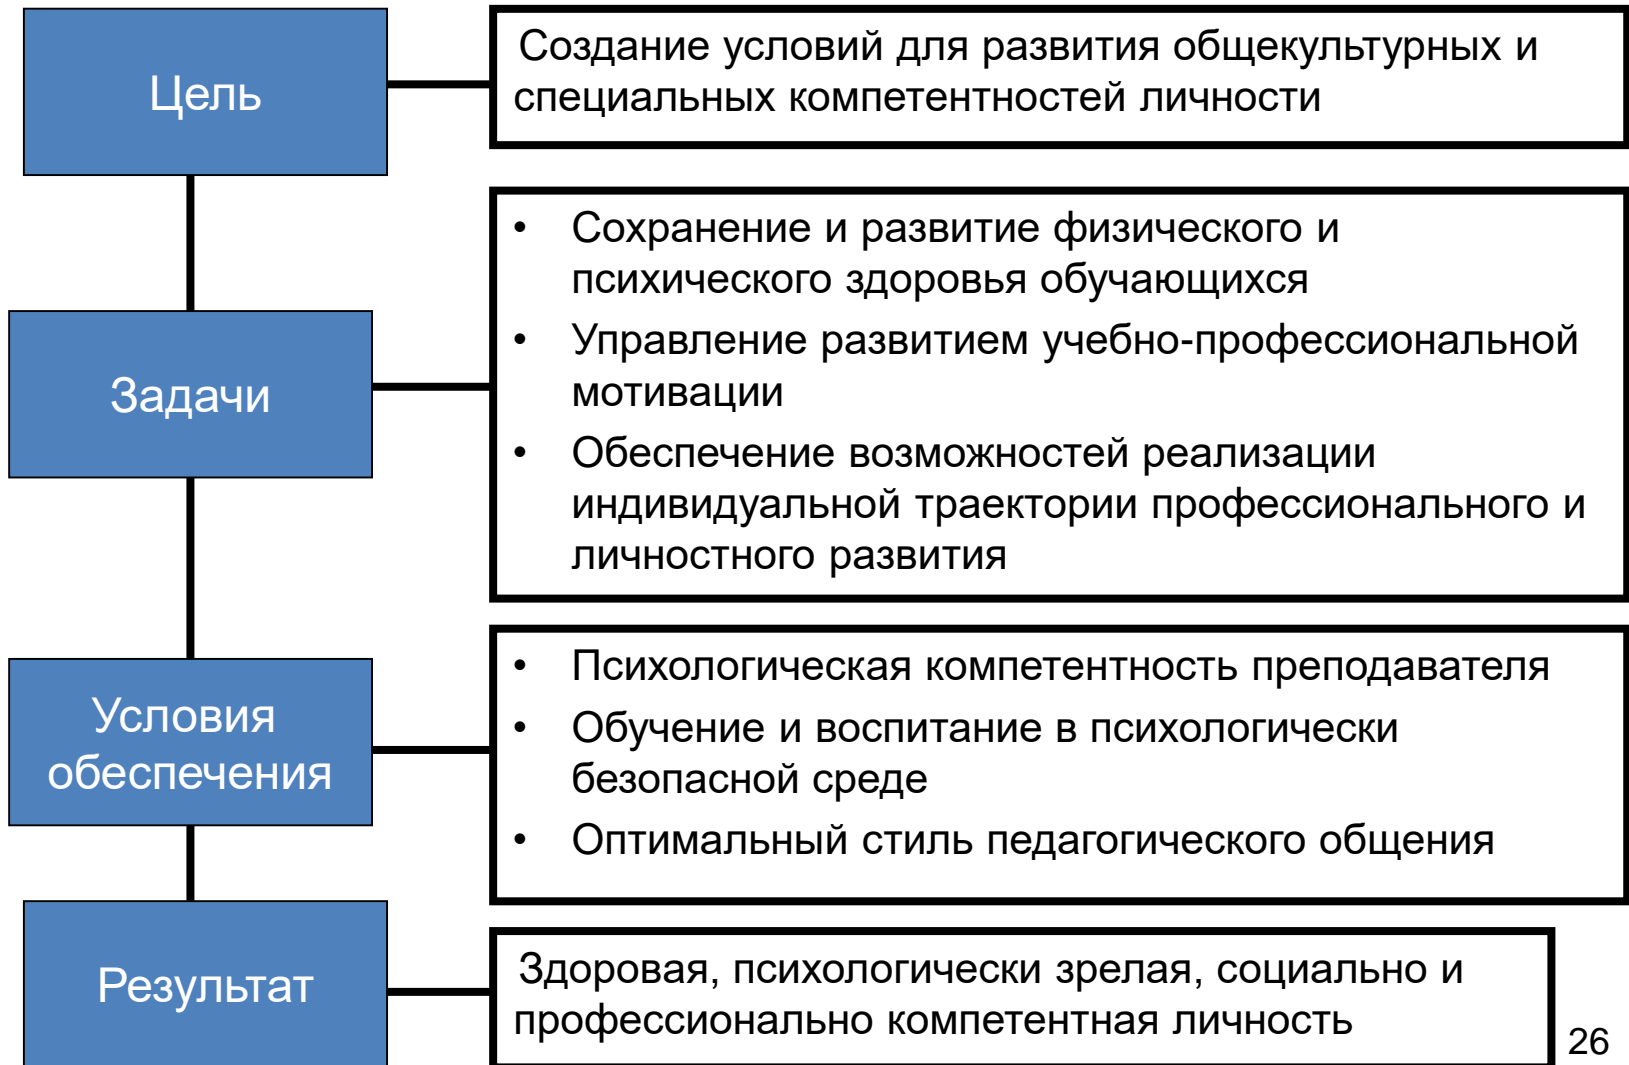 Цель
Создание условий для развития общекультурных и
специальных компетентностей личности
Задачи
• Сохранение и развитие физического и
психического здоровья обучающихся
• Управление развитием учебно-профессиональной
мотивации
• Обеспечение возможностей реализации
индивидуальной траектории профессионального и
личностного развития
Условия
обеспечения
• Психологическая компетентность преподавателя
• Обучение и воспитание в психологически
безопасной среде
• Оптимальный стиль педагогического общения
Результат
Здоровая, психологически зрелая, социально и
профессионально компетентная личность
26